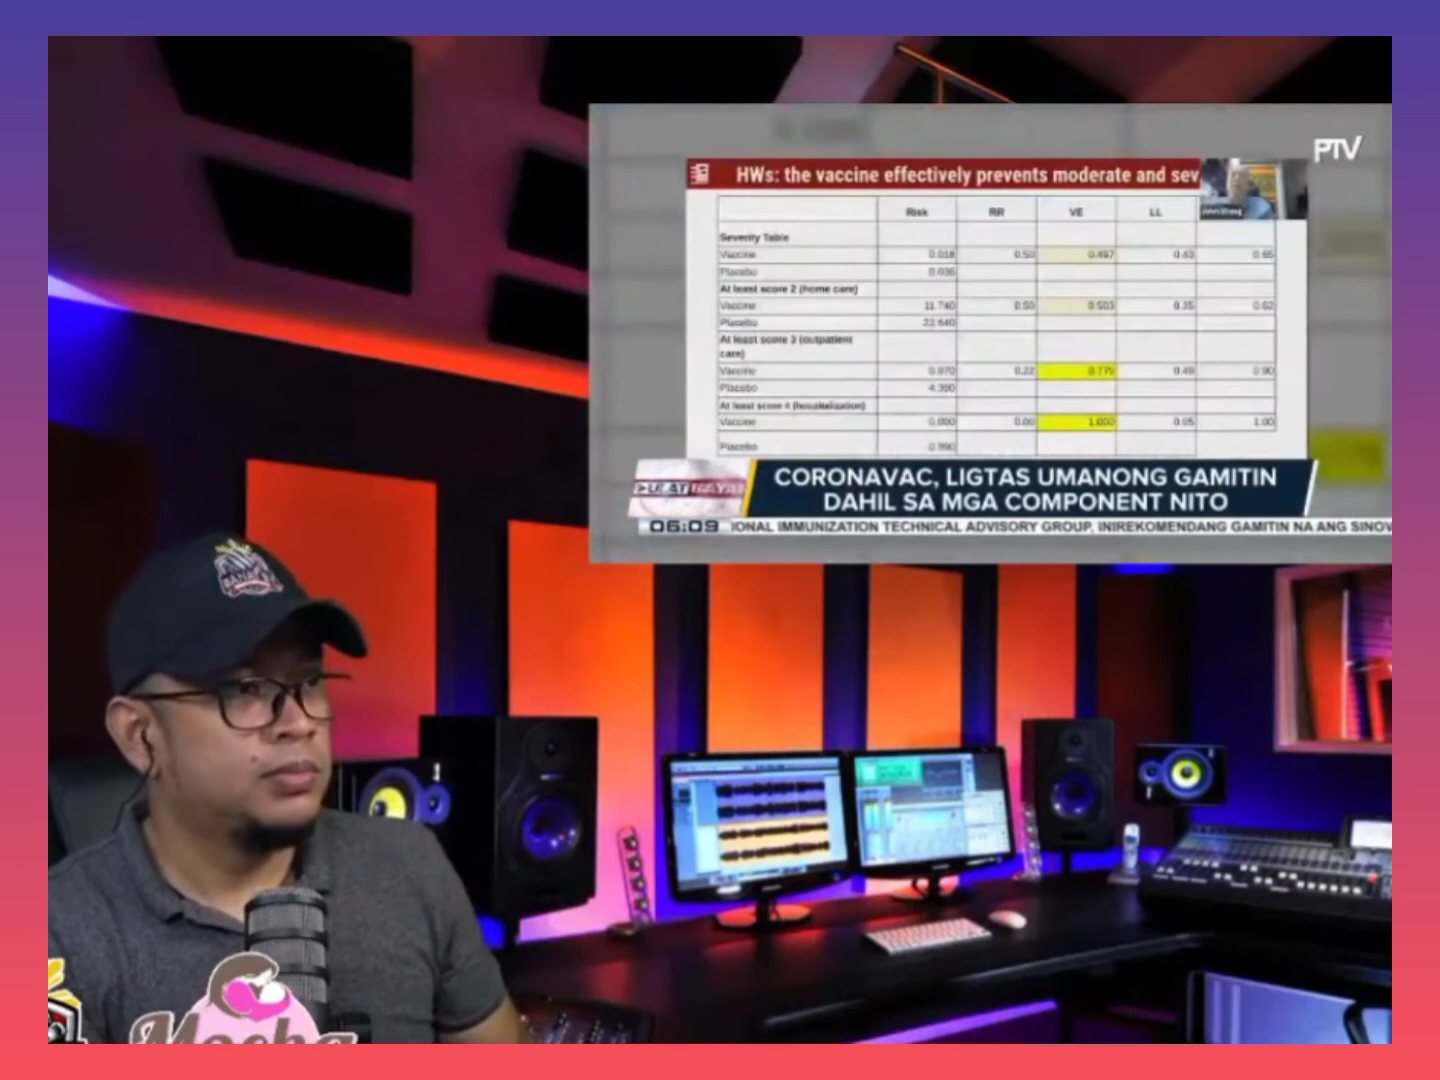 PTV
HWs: the vaccine effectively prevents moderate and sev
Risk RR VE LL
Severity Table
Vaccine 0.018 0.50 0.497 0.43 0.65
Placebo 0.036
At least score 2 (home care)
Vaccine 11.740 0.50 0.503 0.35 0.62
Placebo 23.640
At least score 3 (outpatient
care)
Vaccine 0.970 0.22 0.49 0.90
Placebo 4.390
At least score 4 (hospitalization)
Vaccine 0.000 0.00 1.000 1.00
Placebo 0.990
CORONAVAC, LIGTAS UMANONG GAMITIN
DAHIL SA MGA COMPONENT NITO
06:09 IONAL IMMUNIZATION TECHNICAL ADVISORY GROUP, INIREKOMENDANG GAMITIN NA ANG SINOV
Mocha